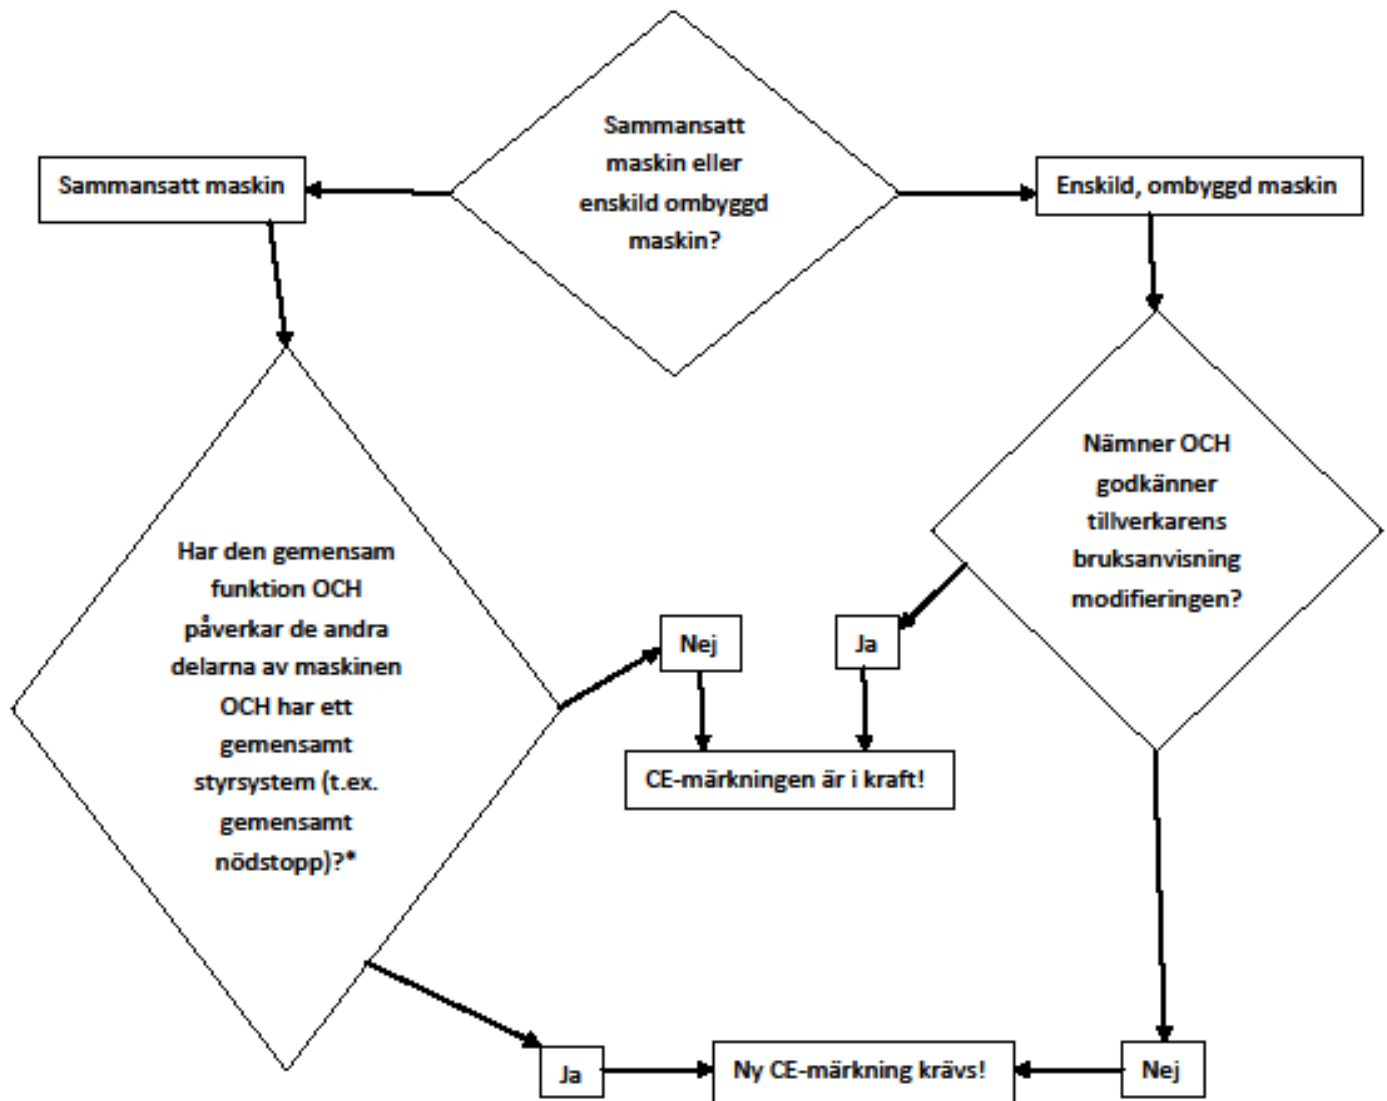 Sammansatt
maskin eller
enskild ombyggd
maskin?
Sammansatt maskin
Enskild, ombyggd maskin
Har den gemensam
funktion OCH
påverkar de andra
delarna av maskinen
OCH har ett
gemensamt
styrsystem (t.ex.
gemensamt
nödstopp)?*
Nämner OCH
godkänner
tillverkarens
bruksanvisning
modifieringen?
Nej
Ja
CE-märkningen är i kraft!
Ja
Ny CE-märkning krävs!
Nej